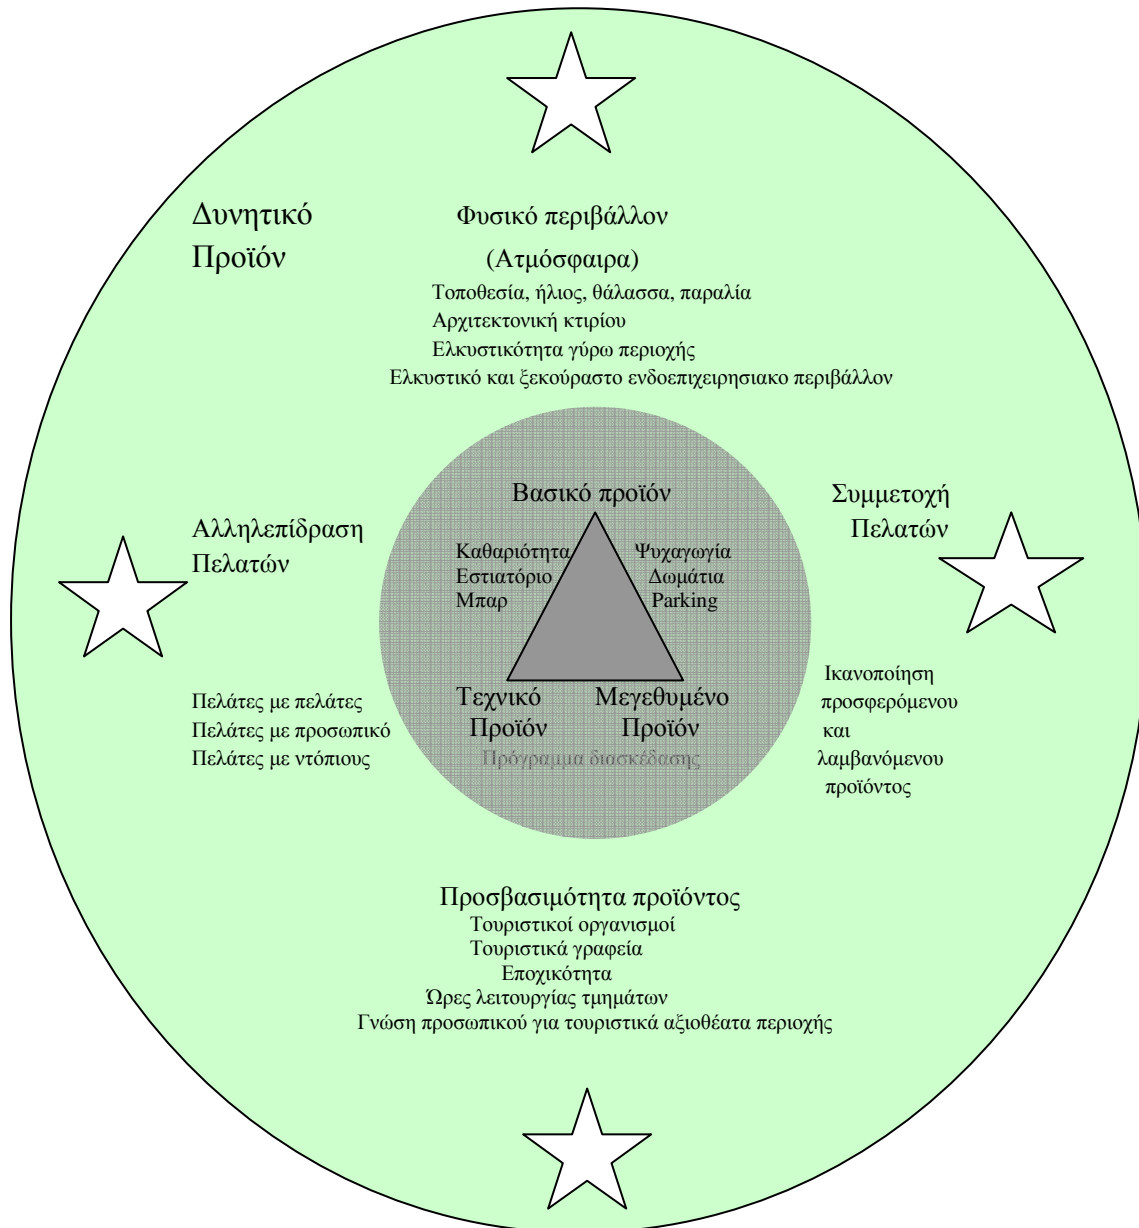 Δυνητικό
Προϊόν
Φυσικό περιβάλλον
(Ατμόσφαιρα)
Τοποθεσία, ήλιος, θάλασσα, παραλία
Αρχιτεκτονική κτιρίου
Ελκυστικότητα γύρω περιοχής
Ελκυστικό και ξεκούραστο ενδοεπιχειρησιακο περιβάλλον
Αλληλεπίδραση
Πελατών
Πελάτες με πελάτες
Πελάτες με προσωπικό
Πελάτες με ντόπιους
Βασικό προϊόν
Καθαριότητα
Εστιατόριο
Μπαρ
Ψυχαγωγία
Δωμάτια
Parking
Τεχνικό
Προϊόν
Μεγεθυμένο
Προϊόν
Πρόγραμμα διασκέδασης
Συμμετοχή
Πελατών
Ικανοποίηση
προσφερόμενου
και
λαμβανόμενου
προϊόντος
Προσβασιμότητα προϊόντος
Τουριστικοί οργανισμοί
Τουριστικά γραφεία
Εποχικότητα
Ώρες λειτουργίας τμημάτων
Γνώση προσωπικού για τουριστικά αξιοθέατα περιοχής